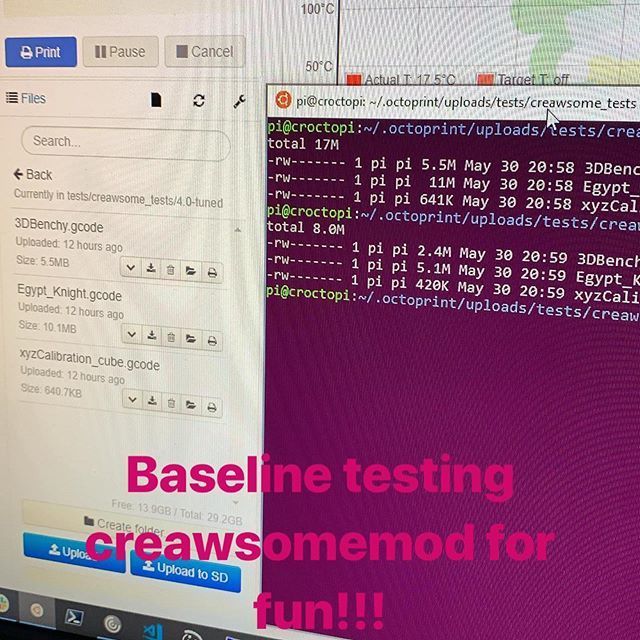 100°C
Print
Pause
Cancel
50°C
Actual T: 17.5°C
Target T: off
Files
pi@croctopi: ~/.octoprint/uploads/tests/creawsome_tests
pi@croctopi:~/.octoprint/uploads/tests/crea
total 17M
-rw------- 1 pi pi 5.5M May 30 20:58 3DBenc
-rw------- 1 pi pi 11M May 30 20:58 Egypt_
-rw------- 1 pi pi 641K May 30 20:58 xyzCal
pi@croctopi:~/.octoprint/uploads/tests/creaw
total 8.0M
-rw------- 1 pi pi 2.4M May 30 20:59 3DBench
-rw------- 1 pi pi 5.1M May 30 20:59 Egypt_K
-rw------- 1 pi pi 420K May 30 20:59 xyzCali
pi@croctopi:~/.octoprint/uploads/tests/creaw
Search...
Back
Currently in tests/creawsome_tests/4.0-tuned
3DBenchy.gcode
Uploaded: 12 hours ago
Size: 5.5MB
Egypt_Knight.gcode
Uploaded: 12 hours ago
Size: 10.1MB
xyzCalibration_cube.gcode
Uploaded: 12 hours ago
Size: 640.7KB
Baseline testing
creawsomemod for
fun!!!
Free: 13.9GB / Total: 29.2GB
Create folder...
Upload
Upload to SD